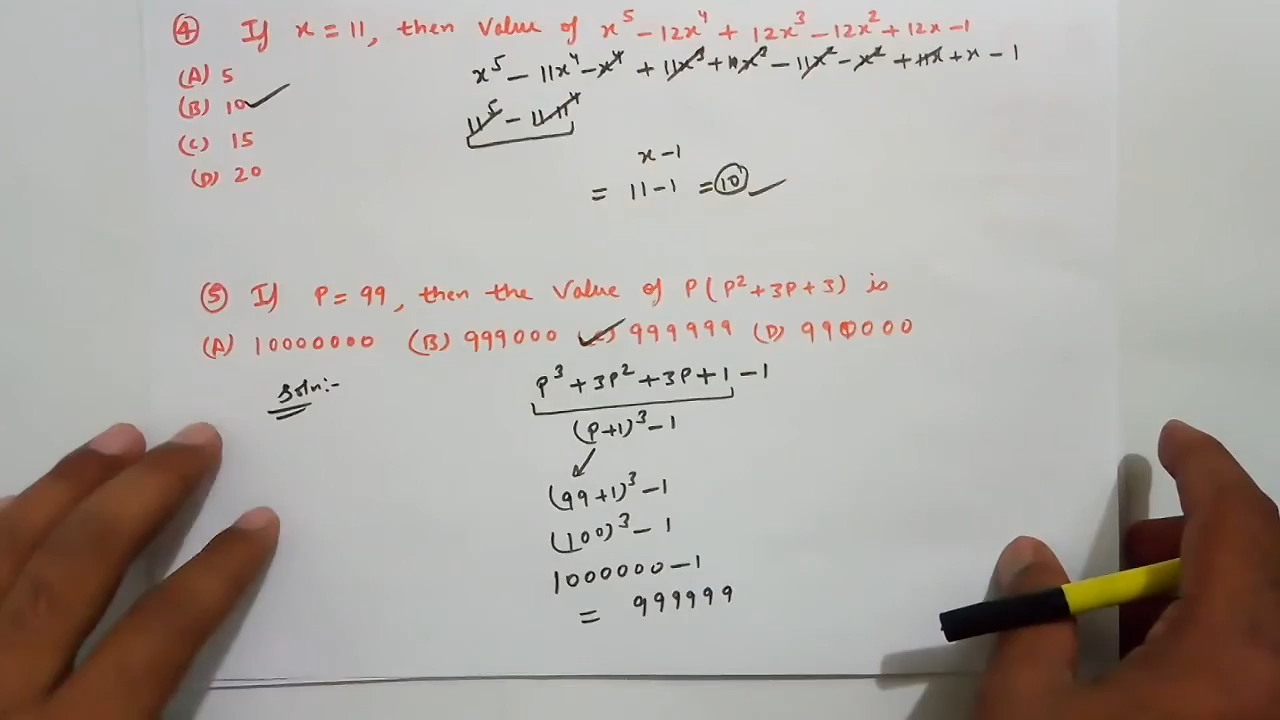 ④ If x = 11, then value of x⁵ - 12x⁴ + 12x³ - 12x² + 12x - 1
(A) 5
(B) 10 ✓
(C) 15
(D) 20
x⁵ - 11x⁴ - x⁴ + 11x³ + x³ - 11x² - x² + 11x + x - 1
11⁵ - 11·11⁴
x - 1
= 11 - 1 = 10 ✓
⑤ If P = 99, then the value of P(P² + 3P + 3) is
(A) 10000000 (B) 999000 (C) 999999 (D) 990000
Soln:-
P³ + 3P² + 3P + 1 - 1
(P+1)³ - 1
(99+1)³ - 1
(100)³ - 1
1000000 - 1
= 999999